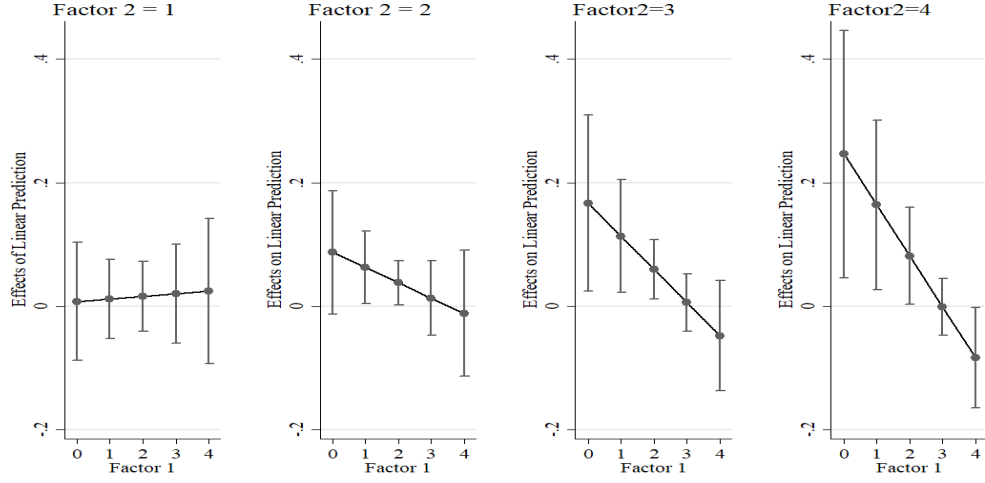 Factor 2 = 1
Factor 2 = 2
Factor2=3
Factor2=4
Effects of Linear Prediction
.4
.2
0
-.2
0 1 2 3 4
Factor 1
Effects on Linear Prediction
.4
.2
0
-.2
0 1 2 3 4
Factor 1
Effects on Linear Prediction
.4
.2
0
-.2
0 1 2 3 4
Factor 1
Effects on Linear Prediction
.4
.2
0
-.2
0 1 2 3 4
Factor 1